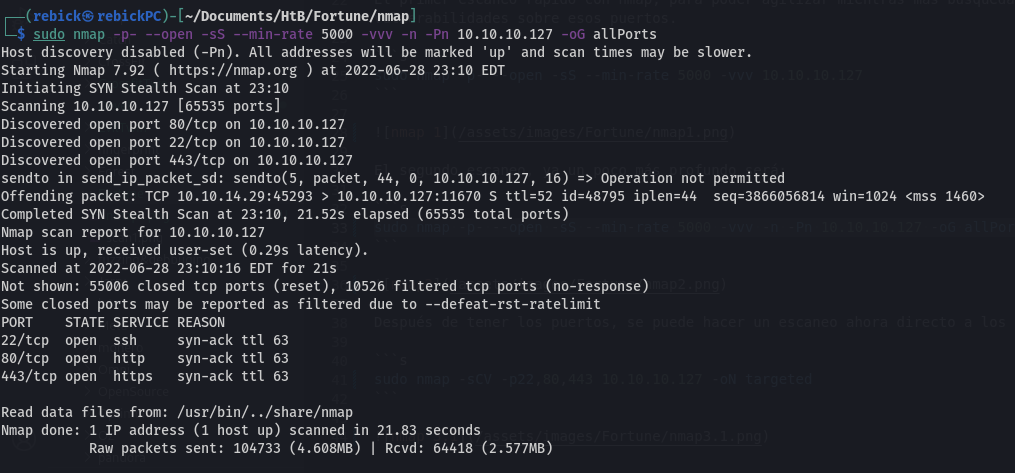 ┌──(rebick㉿rebickPC)-[~/Documents/HtB/Fortune/nmap]
└─$ sudo nmap -p- --open -sS --min-rate 5000 -vvv -n -Pn 10.10.10.127 -oG allPorts
Host discovery disabled (-Pn). All addresses will be marked 'up' and scan times may be slower.
Starting Nmap 7.92 ( https://nmap.org ) at 2022-06-28 23:10 EDT
Initiating SYN Stealth Scan at 23:10
Scanning 10.10.10.127 [65535 ports]
Discovered open port 80/tcp on 10.10.10.127
Discovered open port 22/tcp on 10.10.10.127
Discovered open port 443/tcp on 10.10.10.127
sendto in send_ip_packet_sd: sendto(5, packet, 44, 0, 10.10.10.127, 16) => Operation not permitted
Offending packet: TCP 10.10.14.29:45293 > 10.10.10.127:11670 S ttl=52 id=48795 iplen=44  seq=3866056814 win=1024 <mss 1460>
Completed SYN Stealth Scan at 23:10, 21.52s elapsed (65535 total ports)
Nmap scan report for 10.10.10.127
Host is up, received user-set (0.29s latency).
Scanned at 2022-06-28 23:10:16 EDT for 21s
Not shown: 55006 closed tcp ports (reset), 10526 filtered tcp ports (no-response)
Some closed ports may be reported as filtered due to --defeat-rst-ratelimit
PORT    STATE SERVICE REASON
22/tcp  open  ssh     syn-ack ttl 63
80/tcp  open  http    syn-ack ttl 63
443/tcp open  https   syn-ack ttl 63
Read data files from: /usr/bin/../share/nmap
Nmap done: 1 IP address (1 host up) scanned in 21.83 seconds
           Raw packets sent: 104733 (4.608MB) | Rcvd: 64418 (2.577MB)